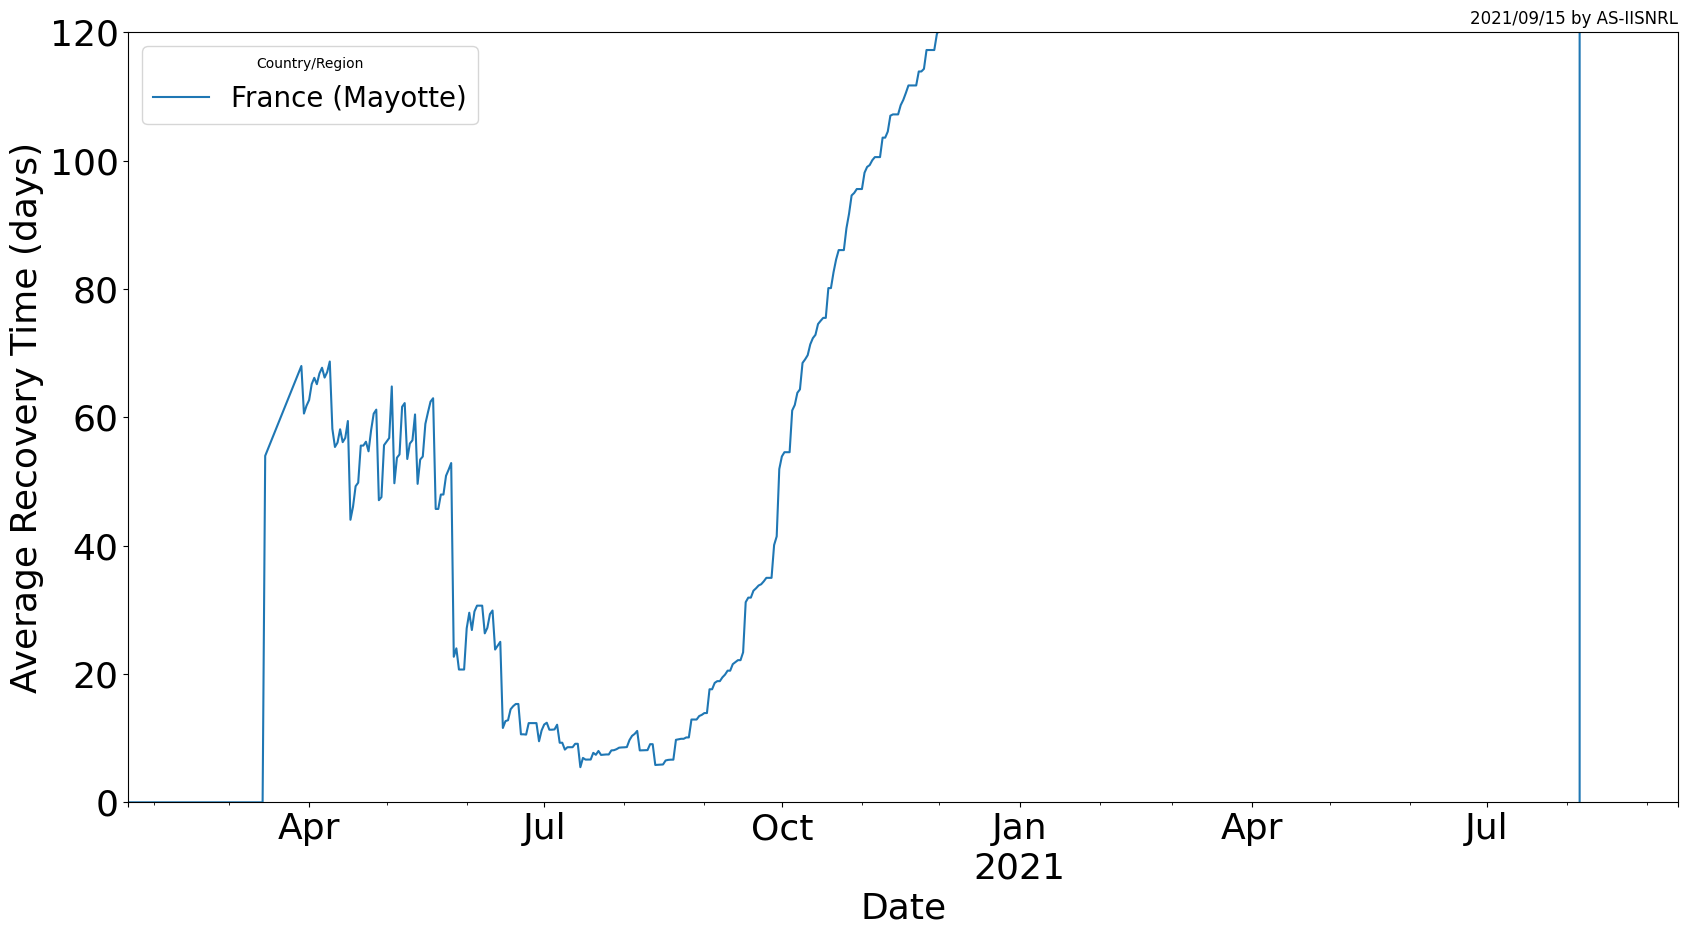 2021/09/15 by AS-IISNRL
Country/Region
France (Mayotte)
Average Recovery Time (days)
120
100
80
60
40
20
0
Apr
Jul
Oct
Jan
2021
Apr
Jul
Date